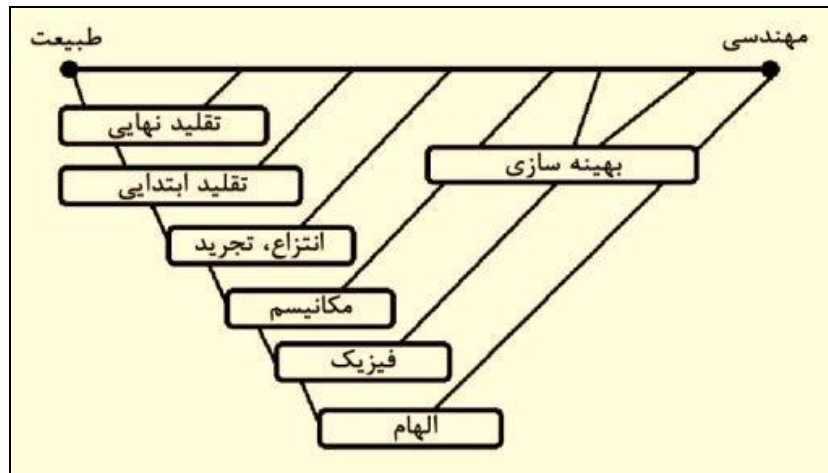 مهندسی
طبیعت
تقلید نهایی
بهینه سازی
تقلید ابتدایی
انتزاع، تجرید
مکانیسم
فیزیک
الهام